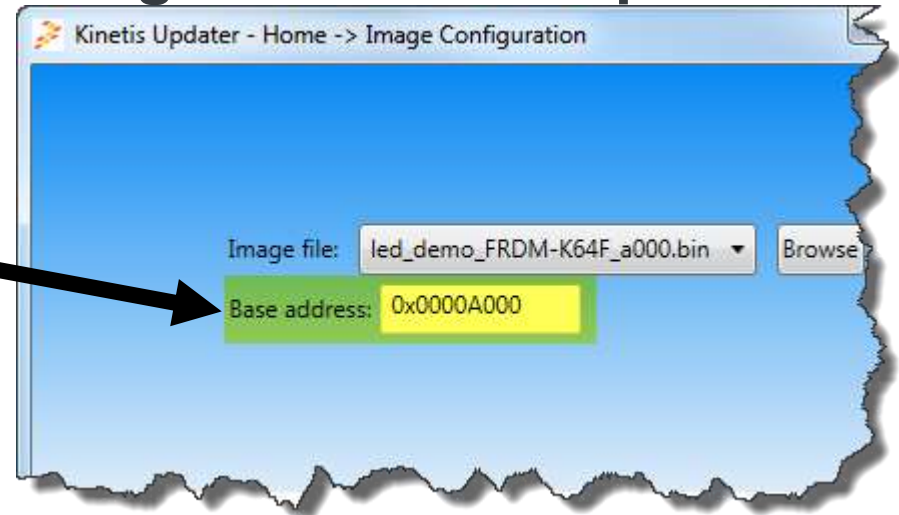 Kinetis Updater - Home -> Image Configuration
Image file: led_demo_FRDM-K64F_a000.bin Browse
Base address: 0x0000A000